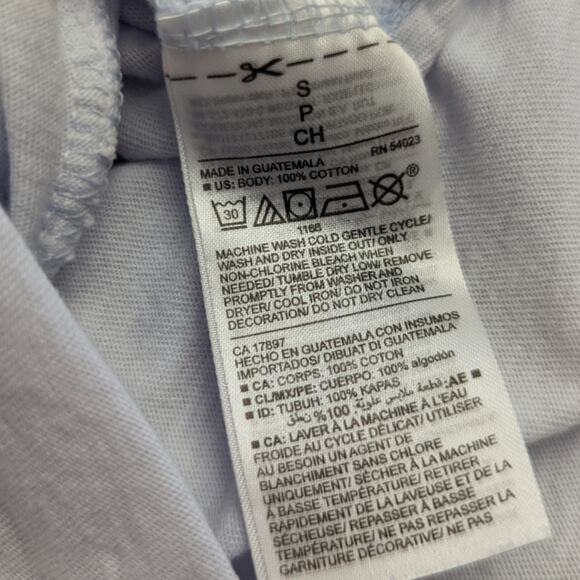 S
P
CH
MADE IN GUATEMALA RN 54023
■ US: BODY: 100% COTTON
30 ®
1166
MACHINE WASH COLD GENTLE CYCLE/
WASH AND DRY INSIDE OUT/ ONLY
NON-CHLORINE BLEACH WHEN
NEEDED/ TUMBLE DRY LOW/ REMOVE
PROMPTLY FROM WASHER AND
DRYER/ COOL IRON/ DO NOT IRON
DECORATION/ DO NOT DRY CLEAN
CA 17897
HECHO EN GUATEMALA CON INSUMOS
IMPORTADOS/ DIBUAT DI GUATEMALA
■ CA: CORPS: 100% COTON
■ CL/MX/PE: CUERPO: 100% algodón
■ ID: TUBUH: 100% KAPAS
■ AE: قطعة ملابس علوية: 100% قطن
■ CA: LAVER À LA MACHINE À L'EAU
FROIDE AU CYCLE DÉLICAT/ UTILISER
AU BESOIN UN AGENT DE
BLANCHIMENT SANS CHLORE
UNIQUEMENT/ SÉCHER À LA MACHINE
À BASSE TEMPÉRATURE/ RETIRER
RAPIDEMENT DE LA LAVEUSE ET DE LA
SÉCHEUSE/ REPASSER À BASSE
TEMPÉRATURE/ NE PAS REPASSER LA
GARNITURE DÉCORATIVE/ NE PAS